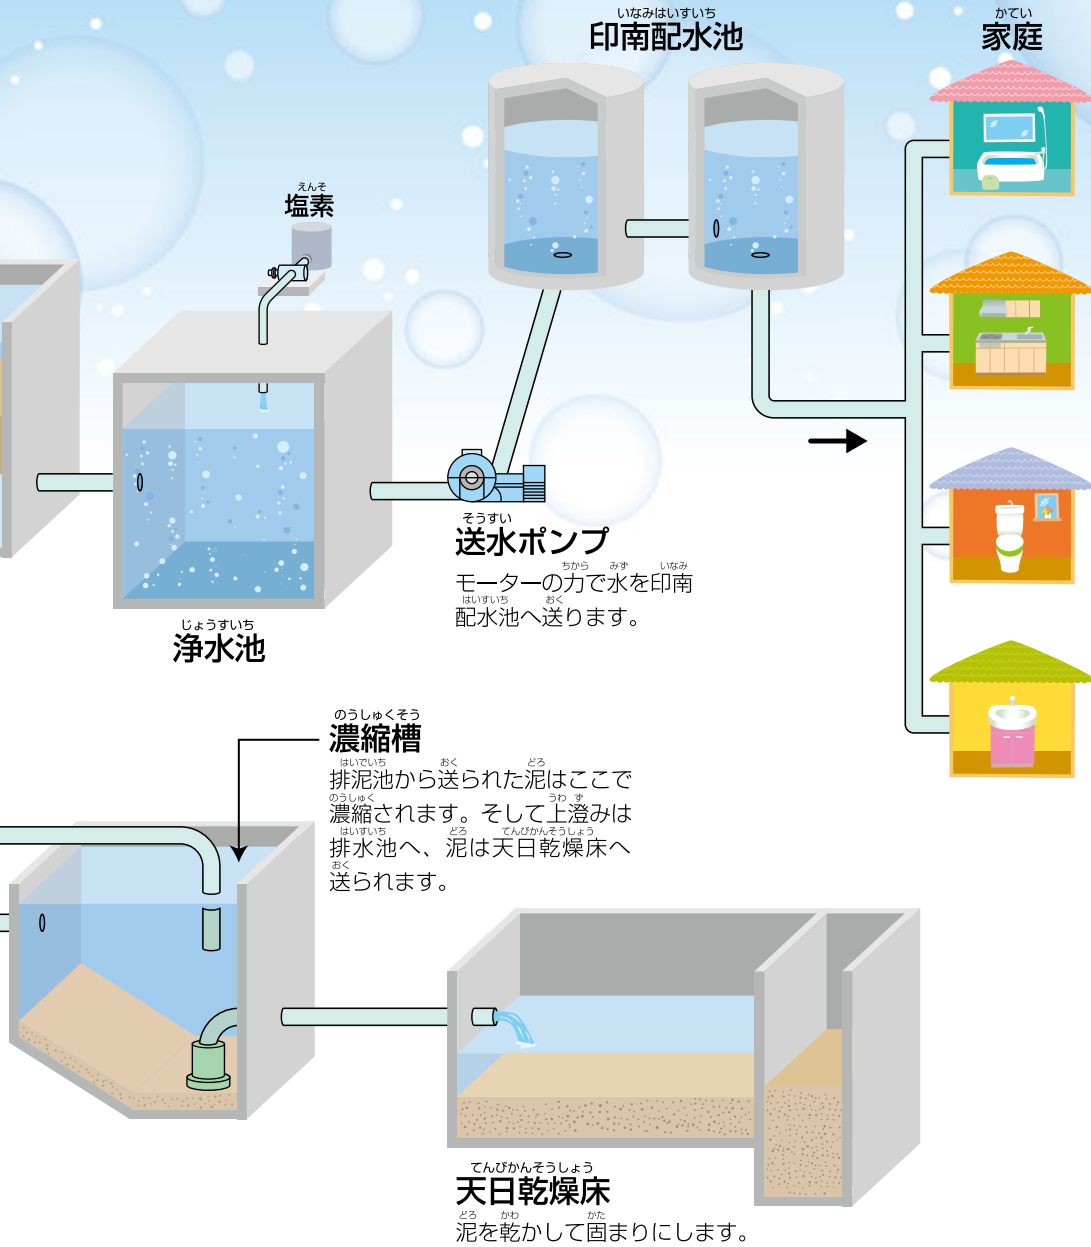 いなみはいすいち
印南配水池
かてい
家庭
えんそ
塩素
そうすい
送水ポンプ
ちから みず いなみ
モーターの力で水を印南
はいすいち おく
配水池へ送ります。
じょうすいち
浄水池
のうしゅくそう
濃縮槽
はいでいち おく どろ
排泥池から送られた泥はここで
のうしゅく うわ ず
濃縮されます。そして上澄みは
はいすいち どろ てんぴかんそうしょう
排水池へ、泥は天日乾燥床へ
おく
送られます。
てんぴかんそうしょう
天日乾燥床
どろ かわ かた
泥を乾かして固まりにします。